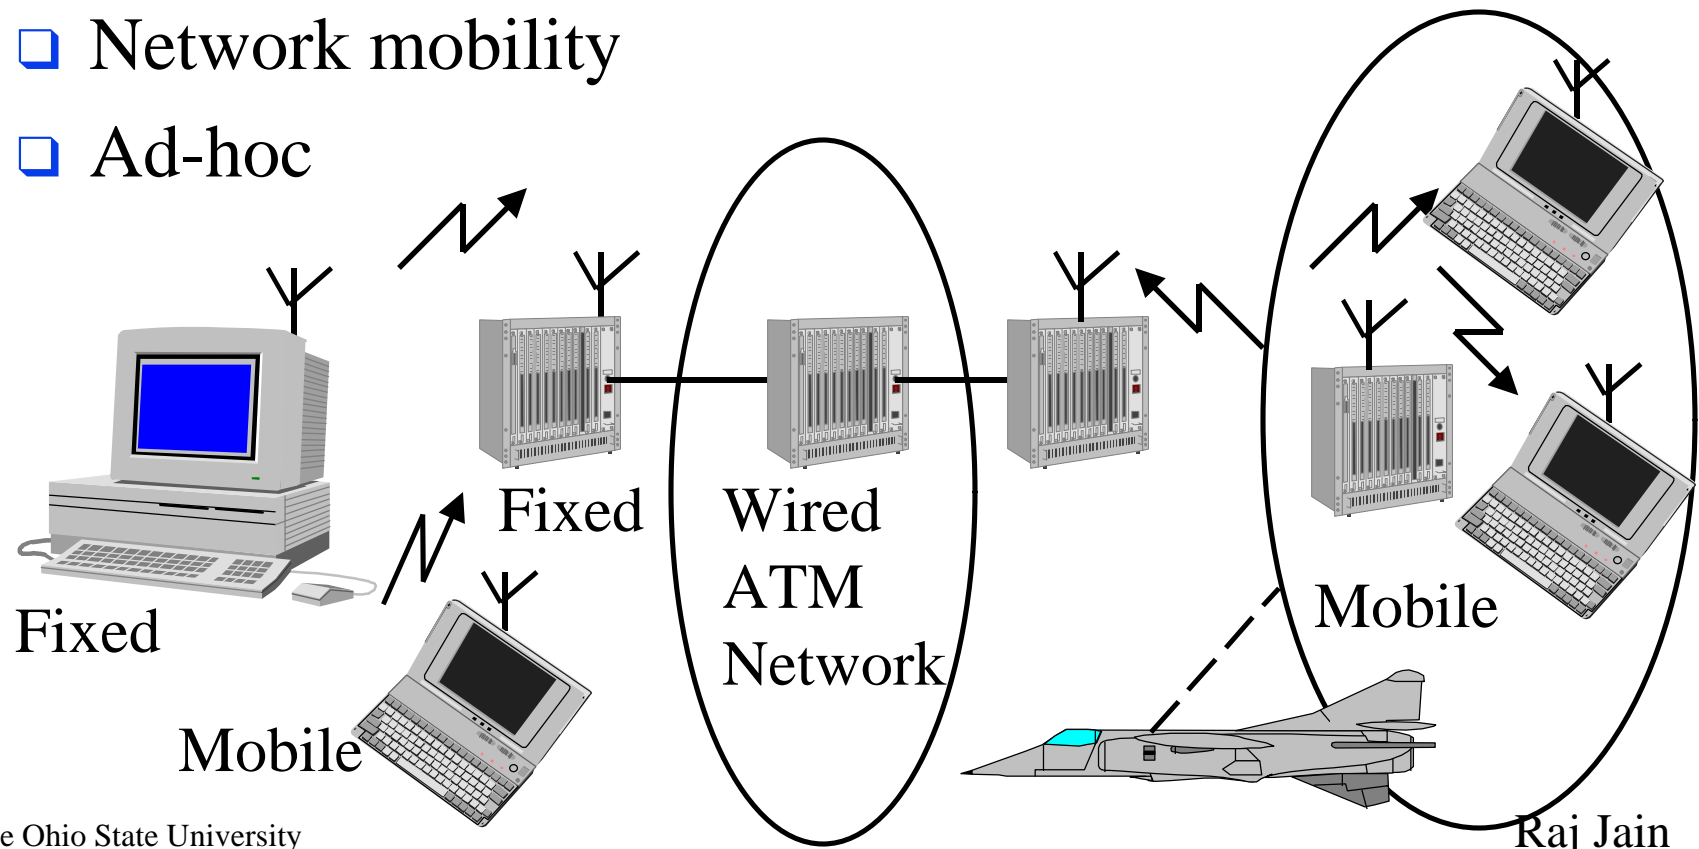 Network mobility
Ad-hoc
Fixed
Wired
ATM
Network
Fixed
Mobile
Mobile
e Ohio State University
Raj Jain